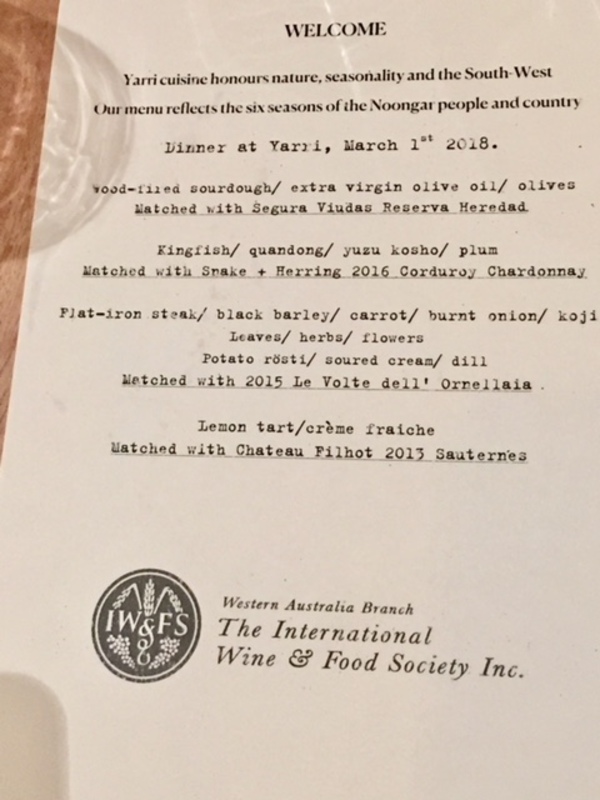 WELCOME
Yarri cuisine honours nature, seasonality and the South-West
Our menu reflects the six seasons of the Noongar people and country
Dinner at Yarri, March 1st 2018.
Wood-fired sourdough/ extra virgin olive oil/ olives
Matched with Segura Viudas Reserva Heredad
Kingfish/ quandong/ yuzu kosho/ plum
Matched with Snake + Herring 2016 Corduroy Chardonnay
Flat-iron steak/ black barley/ carrot/ burnt onion/ koji
Leaves/ herbs/ flowers
Potato rösti/ soured cream/ dill
Matched with 2015 Le Volte dell' Ornellaia .
Lemon tart/crème fraiche
Matched with Chateau Filhot 2013 Sauternes
IW&FS
Western Australia Branch
The International
Wine & Food Society Inc.